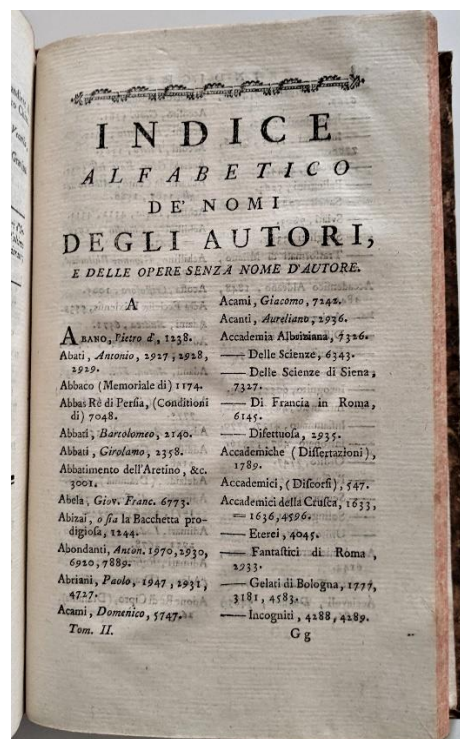 INDICE
ALFABETICO
DE' NOMI
DEGLI AUTORI,
E DELLE OPERE SENZA NOME D'AUTORE.
A
ABANO, Pietro d', 1238.
Abati, Antonio, 2927, 2928,
2929.
Abbaco (Memoriale di) 1174.
Abbas Rè di Persia, (Conditioni
di) 7048.
Abbati, Bartolomeo, 2140.
Abbati, Girolamo, 2358.
Abbatimento dell'Aretino, &c.
3001.
Abela, Giov. Franc. 6773.
Abizai, o sia la Bacchetta pro-
digiosa, 1244.
Abondanti, Anton. 1970, 2930,
6920, 7889.
Abriani, Paolo, 1947, 2931,
4727.
Acami, Domenico, 5747.
Tom. II.
Acami, Giacomo, 7242.
Acanti, Aureliano, 2936.
Accademia Albriziana, 7326.
—— Delle Scienze, 6343.
—— Delle Scienze di Siena,
7327.
—— Di Francia in Roma,
6145.
—— Difettuosa, 2935.
Accademiche (Dissertazioni),
1789.
Accademici, (Discorsi), 547.
Accademici della Crusca, 1633,
— 1636, 4596.
—— Eterei, 4045.
—— Fantastici di Roma,
2933.
—— Gelati di Bologna, 1777,
3181, 4583.
—— Incogniti, 4288, 4289.
Gg